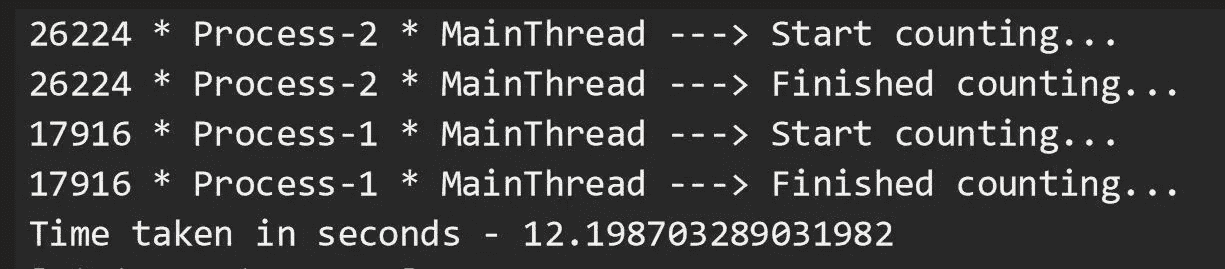 26224 * Process-2 * MainThread ---> Start counting...
26224 * Process-2 * MainThread ---> Finished counting...
17916 * Process-1 * MainThread ---> Start counting...
17916 * Process-1 * MainThread ---> Finished counting...
Time taken in seconds - 12.198703289031982